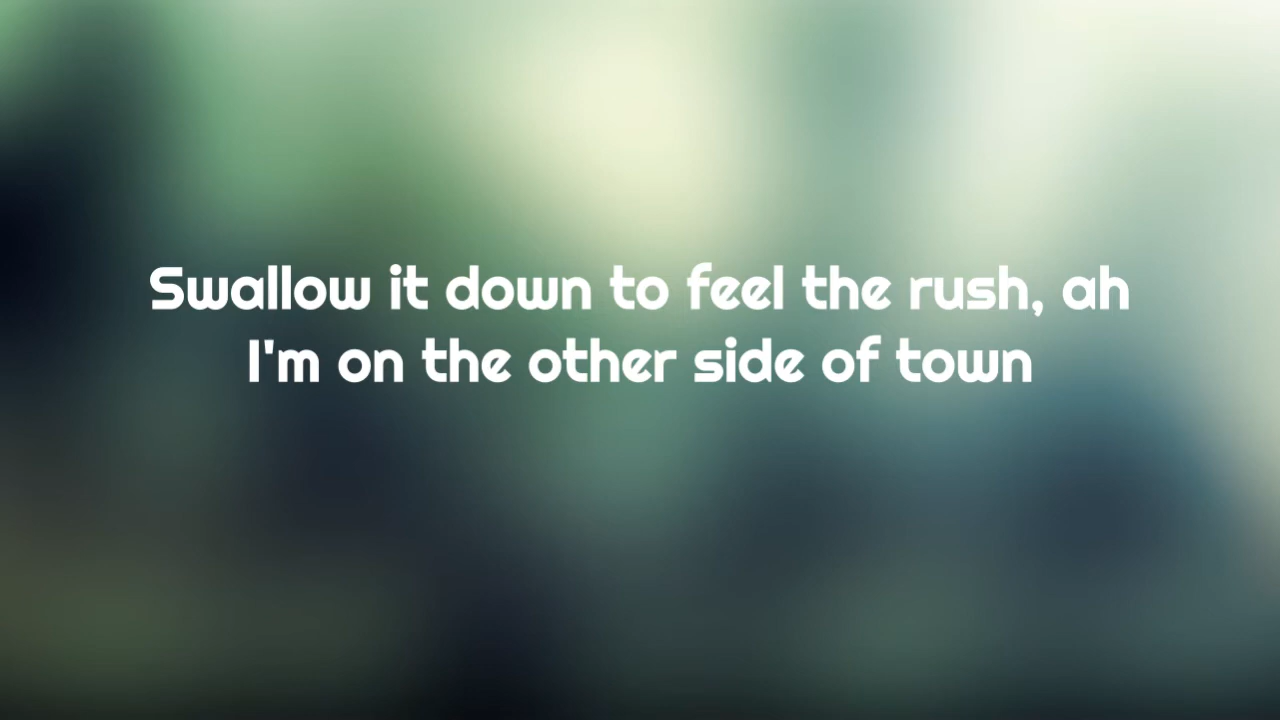 Swallow it down to feel the rush, ah
I'm on the other side of town